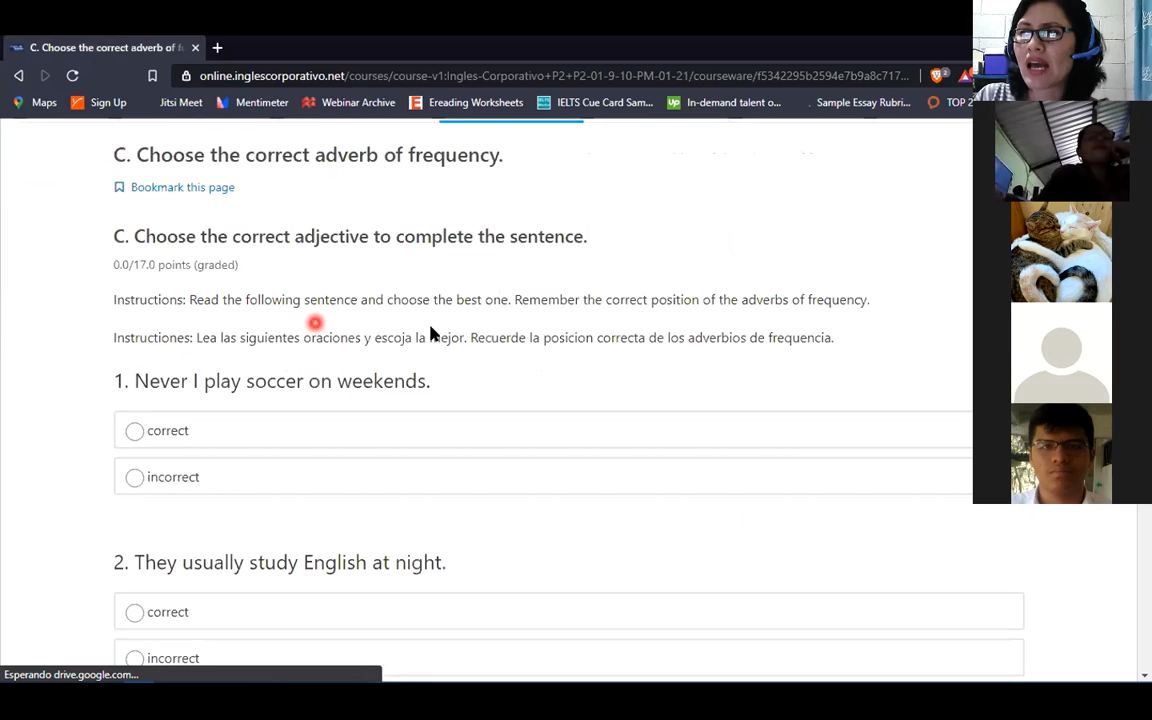 C. Choose the correct adverb of f
online.inglescorporativo.net/courses/course-v1:Ingles-Corporativo+P2+P2-01-9-10-PM-01-21/courseware/f5342295b2594e7b9a8c717...
2
Maps Sign Up Jitsi Meet Mentimeter Webinar Archive Ereading Worksheets IELTS Cue Card Sam... In-demand talent o... Sample Essay Rubri... TOP 2
C. Choose the correct adverb of frequency.
Bookmark this page
C. Choose the correct adjective to complete the sentence.
0.0/17.0 points (graded)
Instructions: Read the following sentence and choose the best one. Remember the correct position of the adverbs of frequency.
Instructiones: Lea las siguientes oraciones y escoja la mejor. Recuerde la posicion correcta de los adverbios de frequencia.
1. Never I play soccer on weekends.
correct
incorrect
2. They usually study English at night.
correct
incorrect
Esperando drive.google.com...